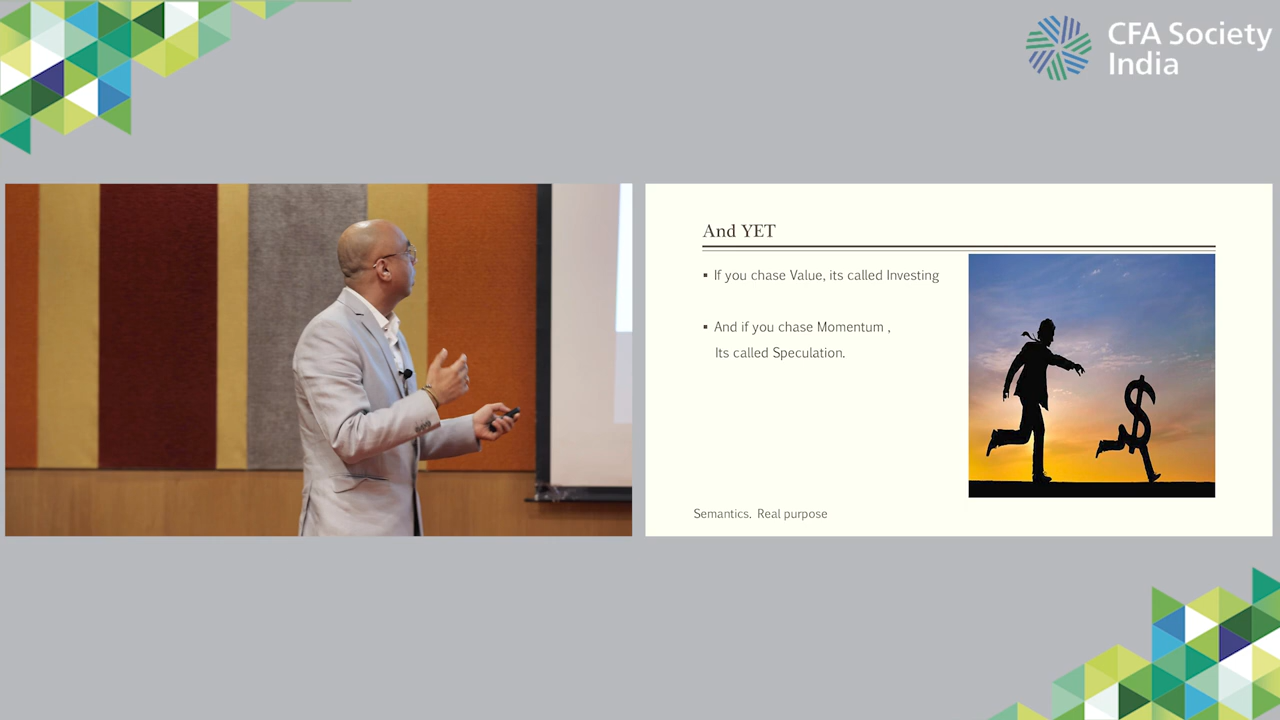 CFA Society
India
And YET
▪ If you chase Value, its called Investing
▪ And if you chase Momentum ,
Its called Speculation.
$
Semantics. Real purpose